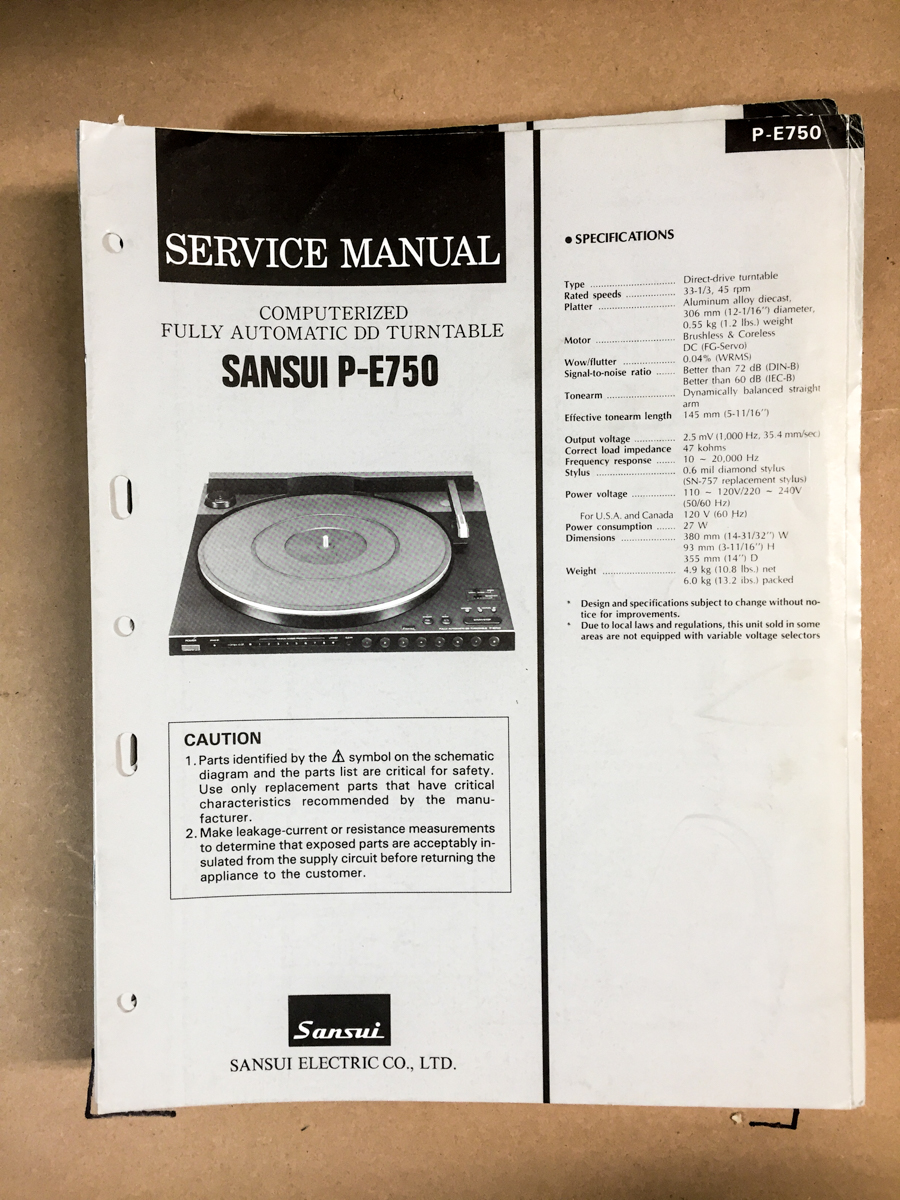 P-E750
SERVICE MANUAL
COMPUTERIZED
FULLY AUTOMATIC DD TURNTABLE
SANSUI P-E750
CAUTION
1. Parts identified by the ⚠ symbol on the schematic
diagram and the parts list are critical for safety.
Use only replacement parts that have critical
characteristics recommended by the manu-
facturer.
2. Make leakage-current or resistance measurements
to determine that exposed parts are acceptably in-
sulated from the supply circuit before returning the
appliance to the customer.
Sansui
SANSUI ELECTRIC CO., LTD.
● SPECIFICATIONS
Type ............................ Direct-drive turntable
Rated speeds ................ 33-1/3, 45 rpm
Platter .......................... Aluminum alloy diecast,
306 mm (12-1/16") diameter,
0.55 kg (1.2 lbs.) weight
Motor .......................... Brushless & Coreless
DC (FG-Servo)
Wow/flutter ................. 0.04% (WRMS)
Signal-to-noise ratio ...... Better than 72 dB (DIN-B)
Better than 60 dB (IEC-B)
Tonearm ...................... Dynamically balanced straight
arm
Effective tonearm length 145 mm (5-11/16")
Output voltage .............. 2.5 mV (1,000 Hz, 35.4 mm/sec)
Correct load impedance 47 kohms
Frequency response ...... 10 ~ 20,000 Hz
Stylus .......................... 0.6 mil diamond stylus
(SN-757 replacement stylus)
Power voltage .............. 110 ~ 120V/220 ~ 240V
(50/60 Hz)
For U.S.A. and Canada 120 V (60 Hz)
Power consumption ...... 27 W
Dimensions .................. 380 mm (14-31/32") W
93 mm (3-11/16") H
355 mm (14") D
Weight ........................ 4.9 kg (10.8 lbs.) net
6.0 kg (13.2 lbs.) packed
* Design and specifications subject to change without no-
tice for improvements.
* Due to local laws and regulations, this unit sold in some
areas are not equipped with variable voltage selectors